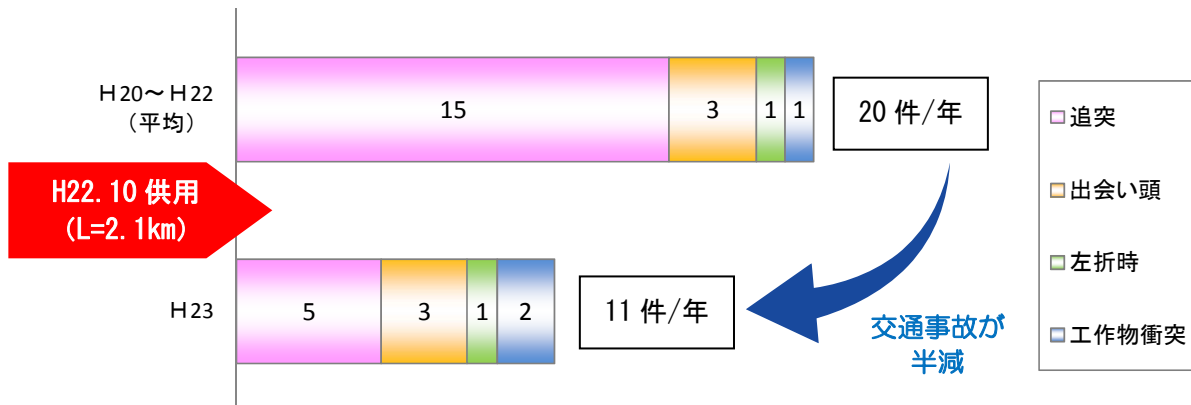 H20～H22
（平均）
15
3
1
1
20 件/年
H22.10 供用
(L=2.1km)
H23
5
3
1
2
11 件/年
交通事故が
半減
追突
出会い頭
左折時
工作物衝突